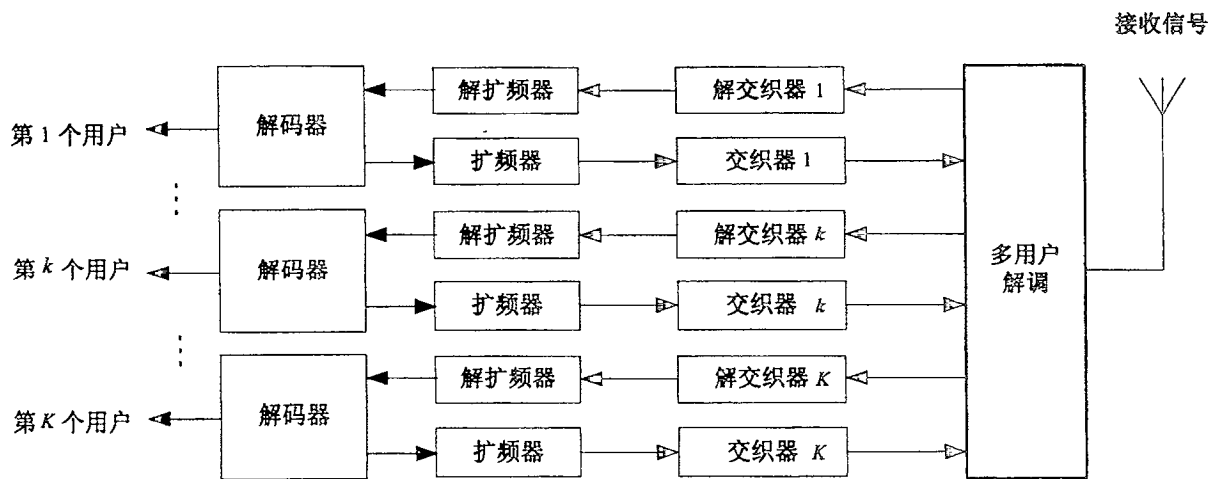 接收信号
解扩频器
解交织器 1
第 1 个用户
解码器
扩频器
交织器 1
解扩频器
解交织器 k
第 k 个用户
解码器
多用户
解调
扩频器
交织器 k
解扩频器
解交织器 K
第 K 个用户
解码器
扩频器
交织器 K